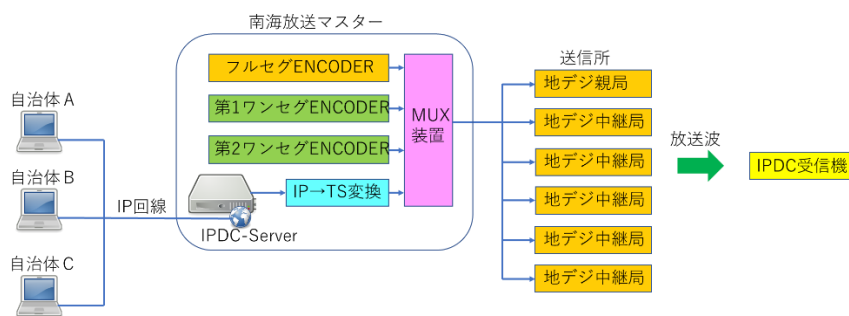 南海放送マスター
フルセグENCODER
第1ワンセグENCODER
第2ワンセグENCODER
IP→TS変換
MUX
装置
IPDC-Server
自治体A
自治体B
自治体C
IP回線
送信所
地デジ親局
地デジ中継局
地デジ中継局
地デジ中継局
地デジ中継局
地デジ中継局
放送波
IPDC受信機